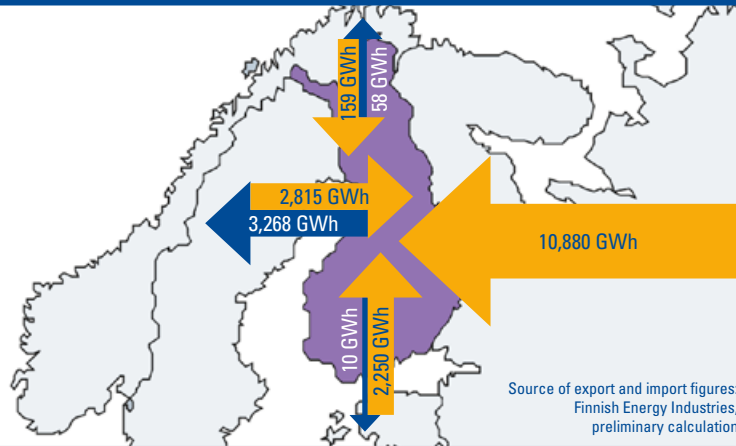 159 GWh
58 GWh
2,815 GWh
3,268 GWh
10,880 GWh
10 GWh
2,250 GWh
Source of export and import figures:
Finnish Energy Industries,
preliminary calculation